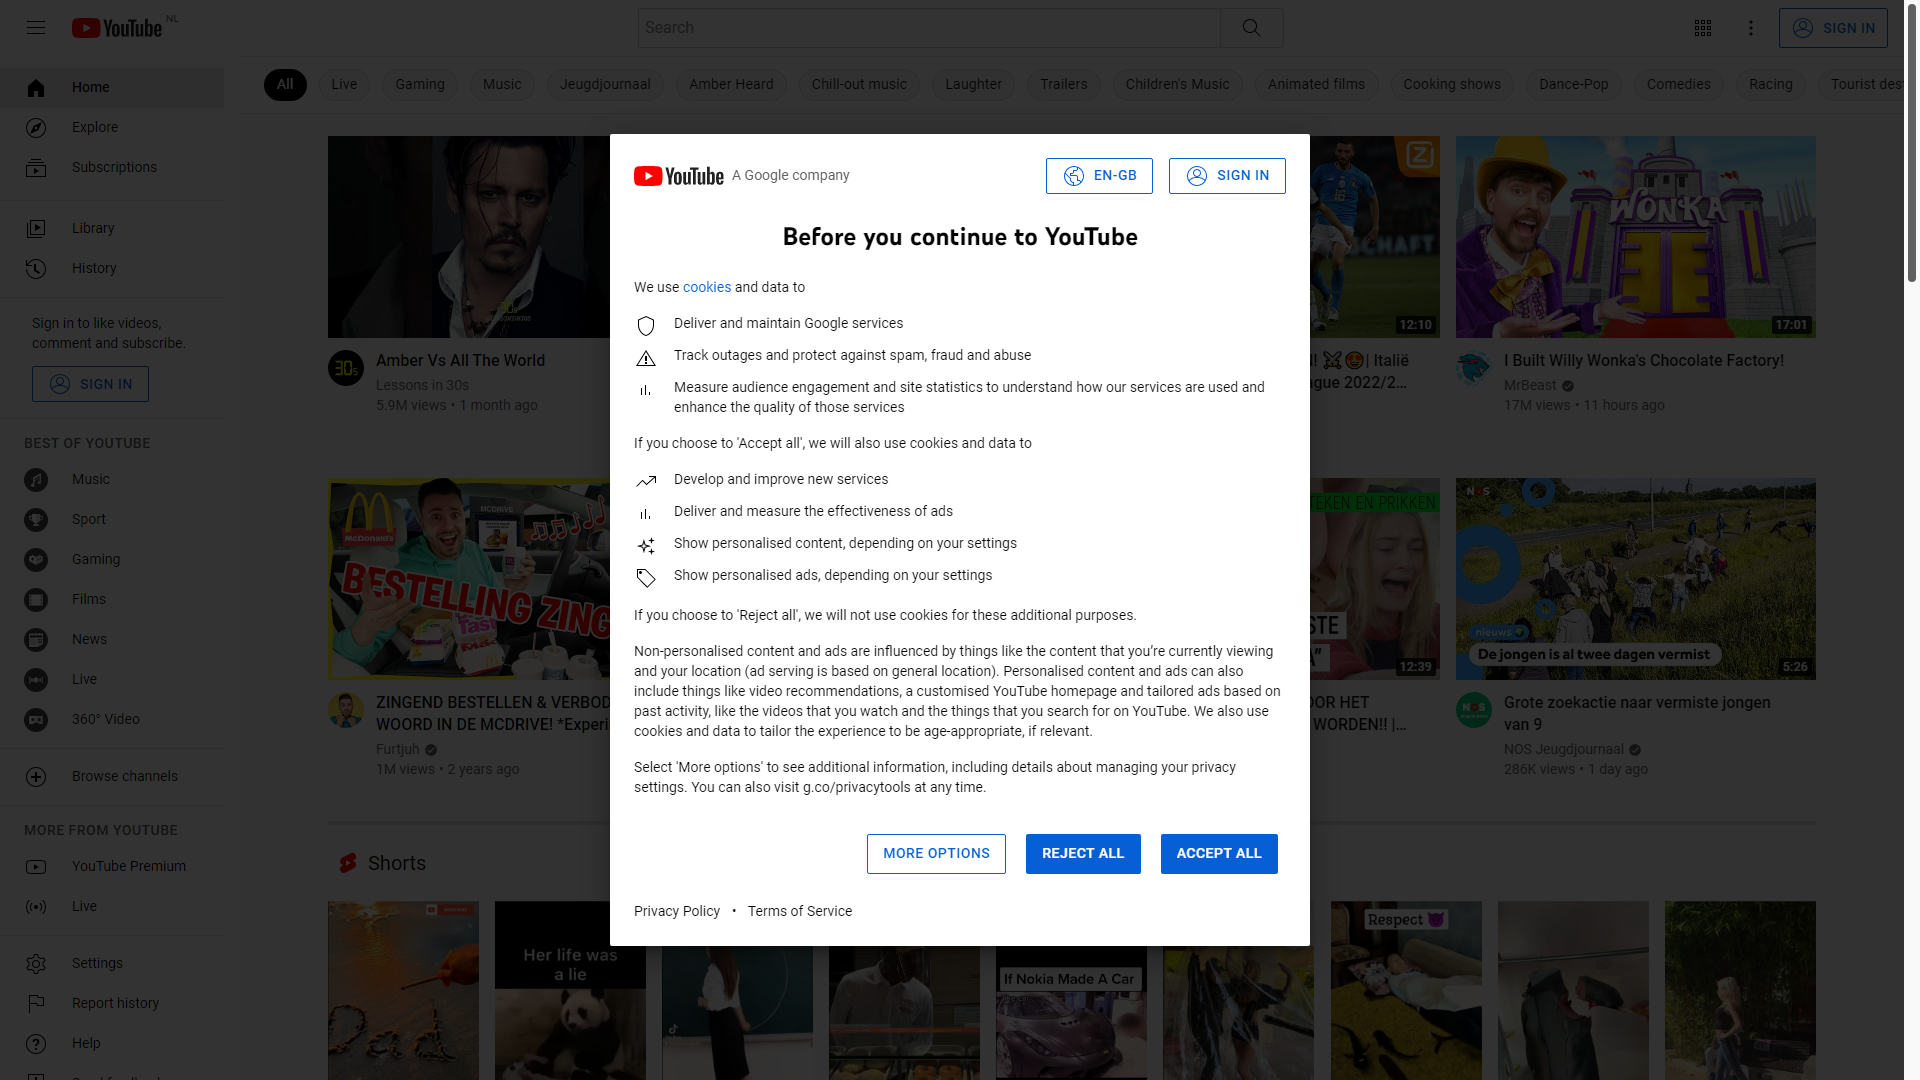 YouTube NL
Search
SIGN IN
Home
Explore
Subscriptions
Library
History
Sign in to like videos,
comment and subscribe.
SIGN IN
BEST OF YOUTUBE
Music
Sport
Gaming
Films
News
Live
360° Video
Browse channels
MORE FROM YOUTUBE
YouTube Premium
Live
Settings
Report history
Help
All
Live
Gaming
Music
Jeugdjournaal
Amber Heard
Chill-out music
Laughter
Trailers
Children's Music
Animated films
Cooking shows
Dance-Pop
Comedies
Racing
Tourist des
YouTube A Google company
EN-GB
SIGN IN
Before you continue to YouTube
We use cookies and data to
Deliver and maintain Google services
Track outages and protect against spam, fraud and abuse
Measure audience engagement and site statistics to understand how our services are used and
enhance the quality of those services
If you choose to 'Accept all', we will also use cookies and data to
Develop and improve new services
Deliver and measure the effectiveness of ads
Show personalised content, depending on your settings
Show personalised ads, depending on your settings
If you choose to 'Reject all', we will not use cookies for these additional purposes.
Non-personalised content and ads are influenced by things like the content that you’re currently viewing
and your location (ad serving is based on general location). Personalised content and ads can also
include things like video recommendations, a customised YouTube homepage and tailored ads based on
past activity, like the videos that you watch and the things that you search for on YouTube. We also use
cookies and data to tailor the experience to be age-appropriate, if relevant.
Select 'More options' to see additional information, including details about managing your privacy
settings. You can also visit g.co/privacytools at any time.
MORE OPTIONS
REJECT ALL
ACCEPT ALL
Privacy Policy • Terms of Service
30s
Amber Vs All The World
Lessons in 30s
5.9M views • 1 month ago
12:10
! | Italië
gue 2022/2...
WONKA
17:01
I Built Willy Wonka's Chocolate Factory!
MrBeast
17M views • 11 hours ago
McDonald's
MCDRIVE
BESTELLING ZING
ZINGEND BESTELLEN & VERBOD
WOORD IN DE MCDRIVE! *Experi
Furtjuh
1M views • 2 years ago
EKEN EN PRIKKEN
STE
A"
12:39
OOR HET
WORDEN!! |...
NOS
nieuws
De jongen is al twee dagen vermist
5:26
NOS
Grote zoekactie naar vermiste jongen
van 9
NOS Jeugdjournaal
286K views • 1 day ago
Shorts
Dad
Her life was
a lie
If Nokia Made A Car
Respect